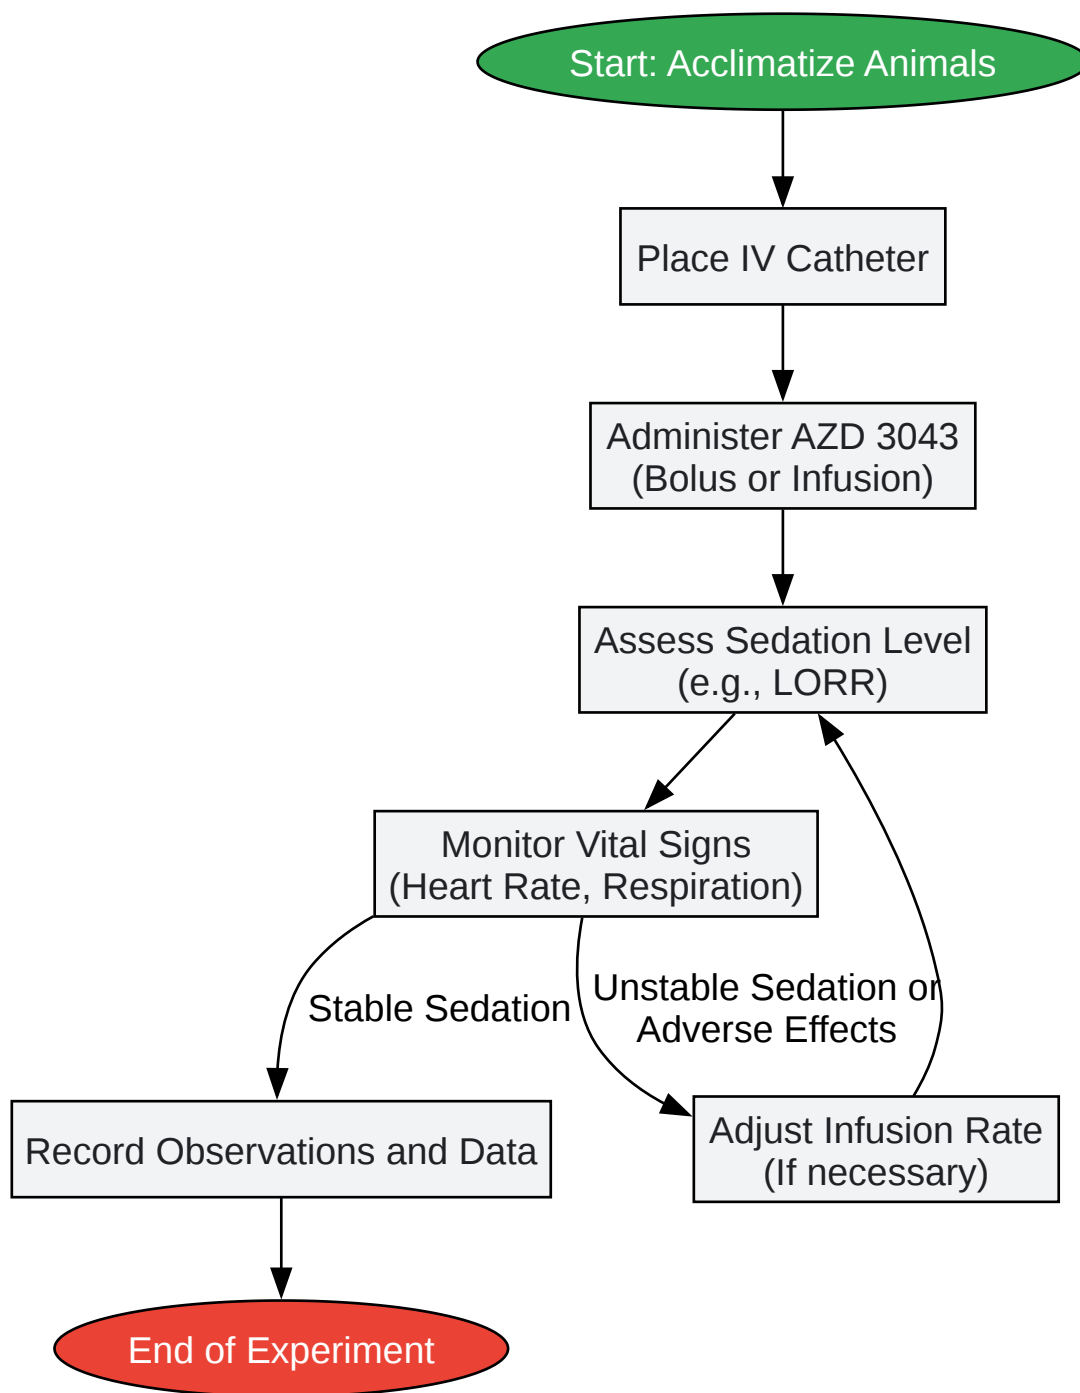 Start: Acclimatize Animals
Place IV Catheter
Administer AZD 3043
(Bolus or Infusion)
Assess Sedation Level
(e.g., LORR)
Monitor Vital Signs
(Heart Rate, Respiration)
Stable Sedation
Unstable Sedation or
Adverse Effects
Record Observations and Data
Adjust Infusion Rate
(If necessary)
End of Experiment